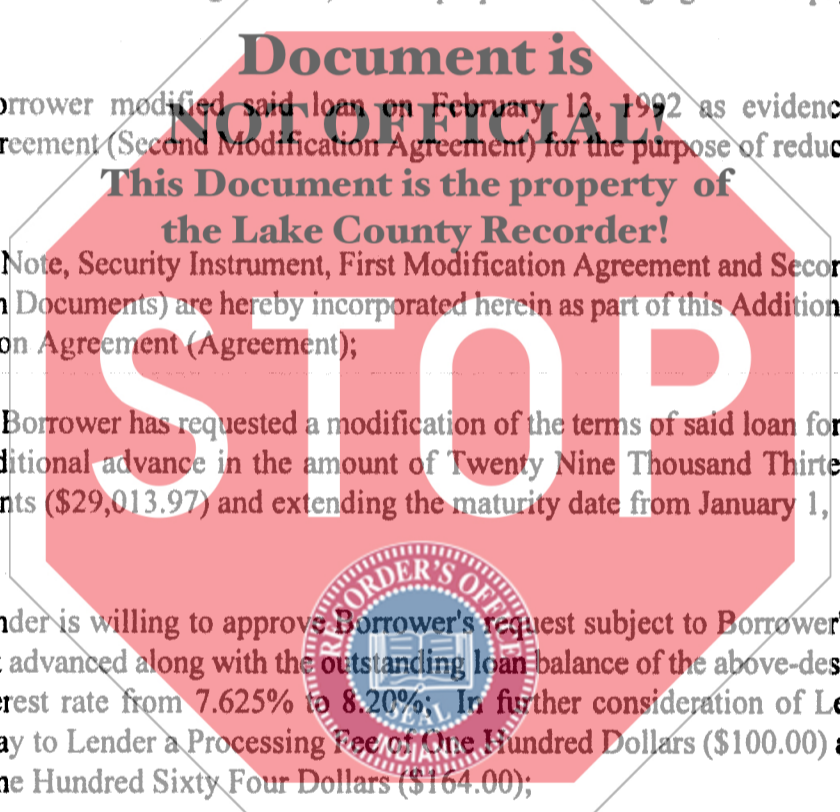 Document is
orrower modified said loan on February 13, 1992 as evidenc
NOT OFFICIAL!
reement (Second Modification Agreement) for the purpose of reduc
This Document is the property of
the Lake County Recorder!
Note, Security Instrument, First Modification Agreement and Secon
n Documents) are hereby incorporated herein as part of this Addition
on Agreement (Agreement);
STOP
Borrower has requested a modification of the terms of said loan for
ditional advance in the amount of Twenty Nine Thousand Thirte
nts ($29,013.97) and extending the maturity date from January 1,
RECORDER'S OFFICE
nder is willing to approve Borrower's request subject to Borrower'
t advanced along with the outstanding loan balance of the above-des
erest rate from 7.625% to 8.20%; In further consideration of Le
SEAL
ay to Lender a Processing Fee of One Hundred Dollars ($100.00) a
INDIANA
ne Hundred Sixty Four Dollars ($164.00);